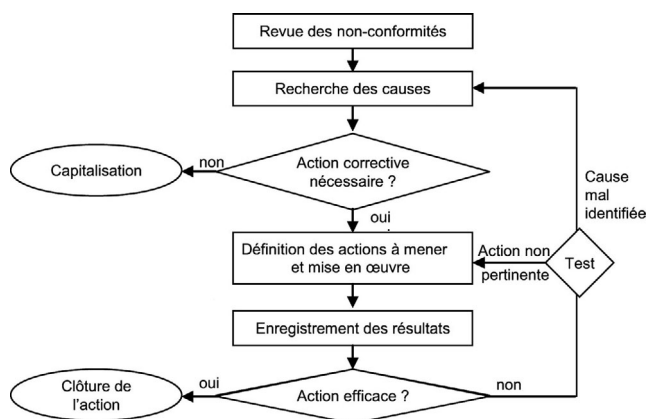 Revue des non-conformités
Recherche des causes
Action corrective
nécessaire ?
non
Capitalisation
oui
Cause
mal
identifiée
Définition des actions à mener
et mise en œuvre
Action non
pertinente
Test
Enregistrement des résultats
Action efficace ?
oui
non
Clôture de
l'action